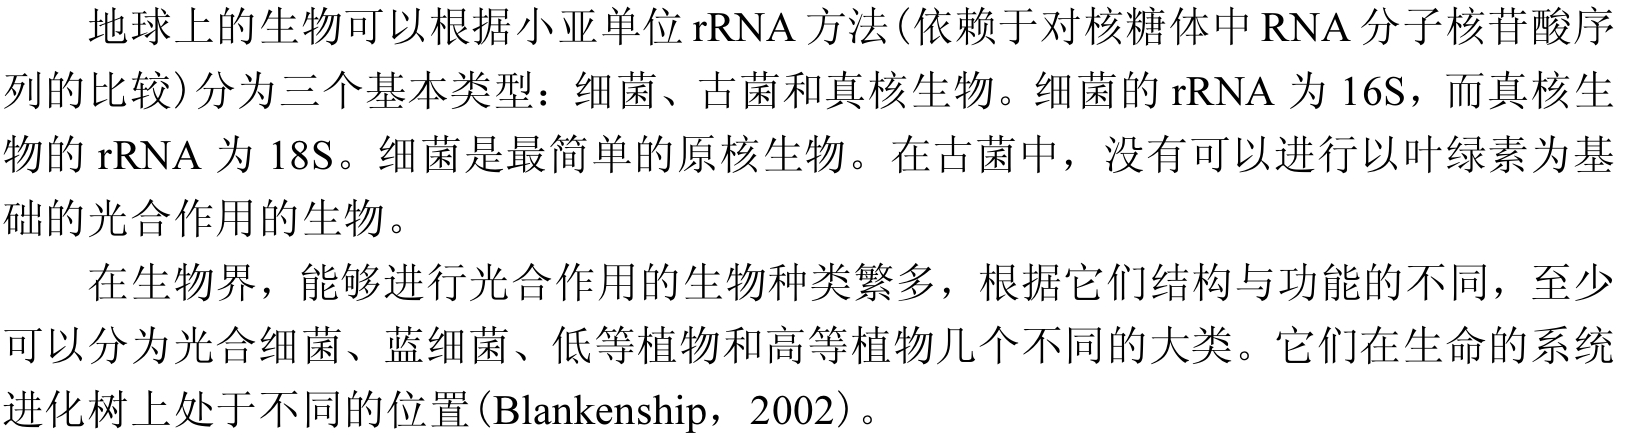 地球上的生物可以根据小亚单位 rRNA 方法(依赖于对核糖体中 RNA 分子核苷酸序
列的比较)分为三个基本类型：细菌、古菌和真核生物。细菌的 rRNA 为 16S，而真核生
物的 rRNA 为 18S。细菌是最简单的原核生物。在古菌中，没有可以进行以叶绿素为基
础的光合作用的生物。
在生物界，能够进行光合作用的生物种类繁多，根据它们结构与功能的不同，至少
可以分为光合细菌、蓝细菌、低等植物和高等植物几个不同的大类。它们在生命的系统
进化树上处于不同的位置(Blankenship，2002)。